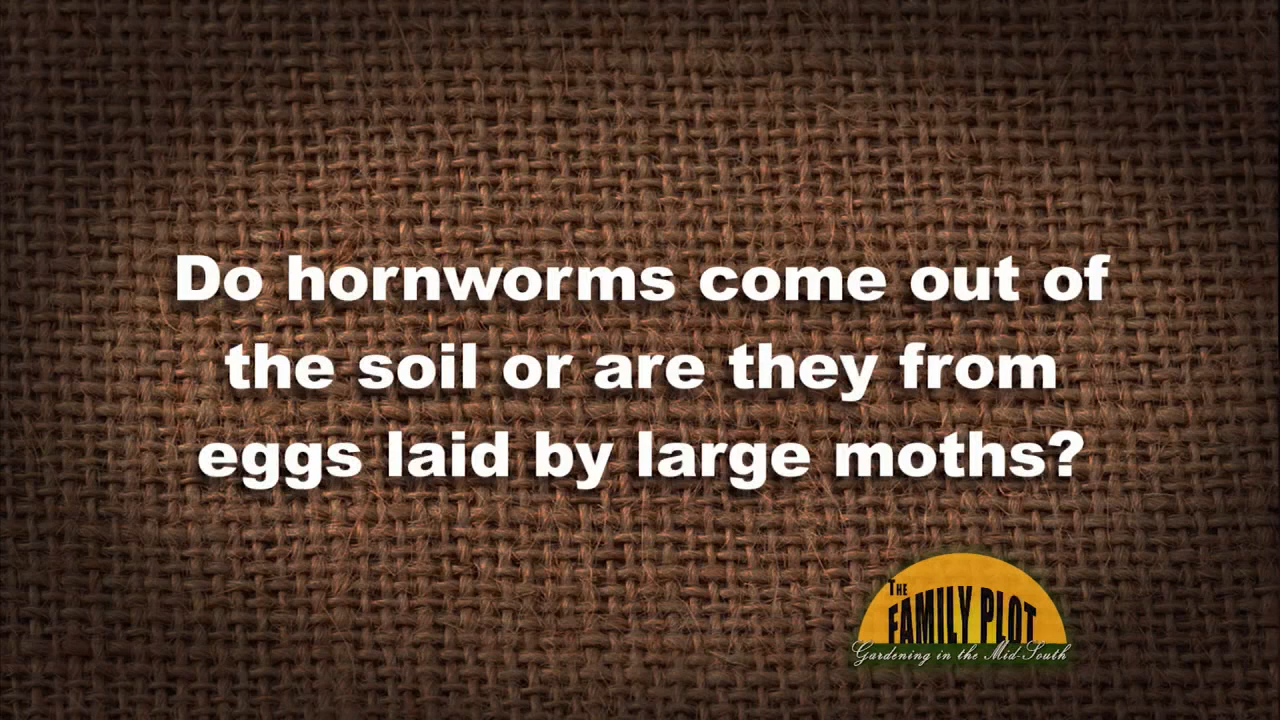 Do hornworms come out of
the soil or are they from
eggs laid by large moths?
THE
FAMILY PLOT
Gardening in the Mid-South